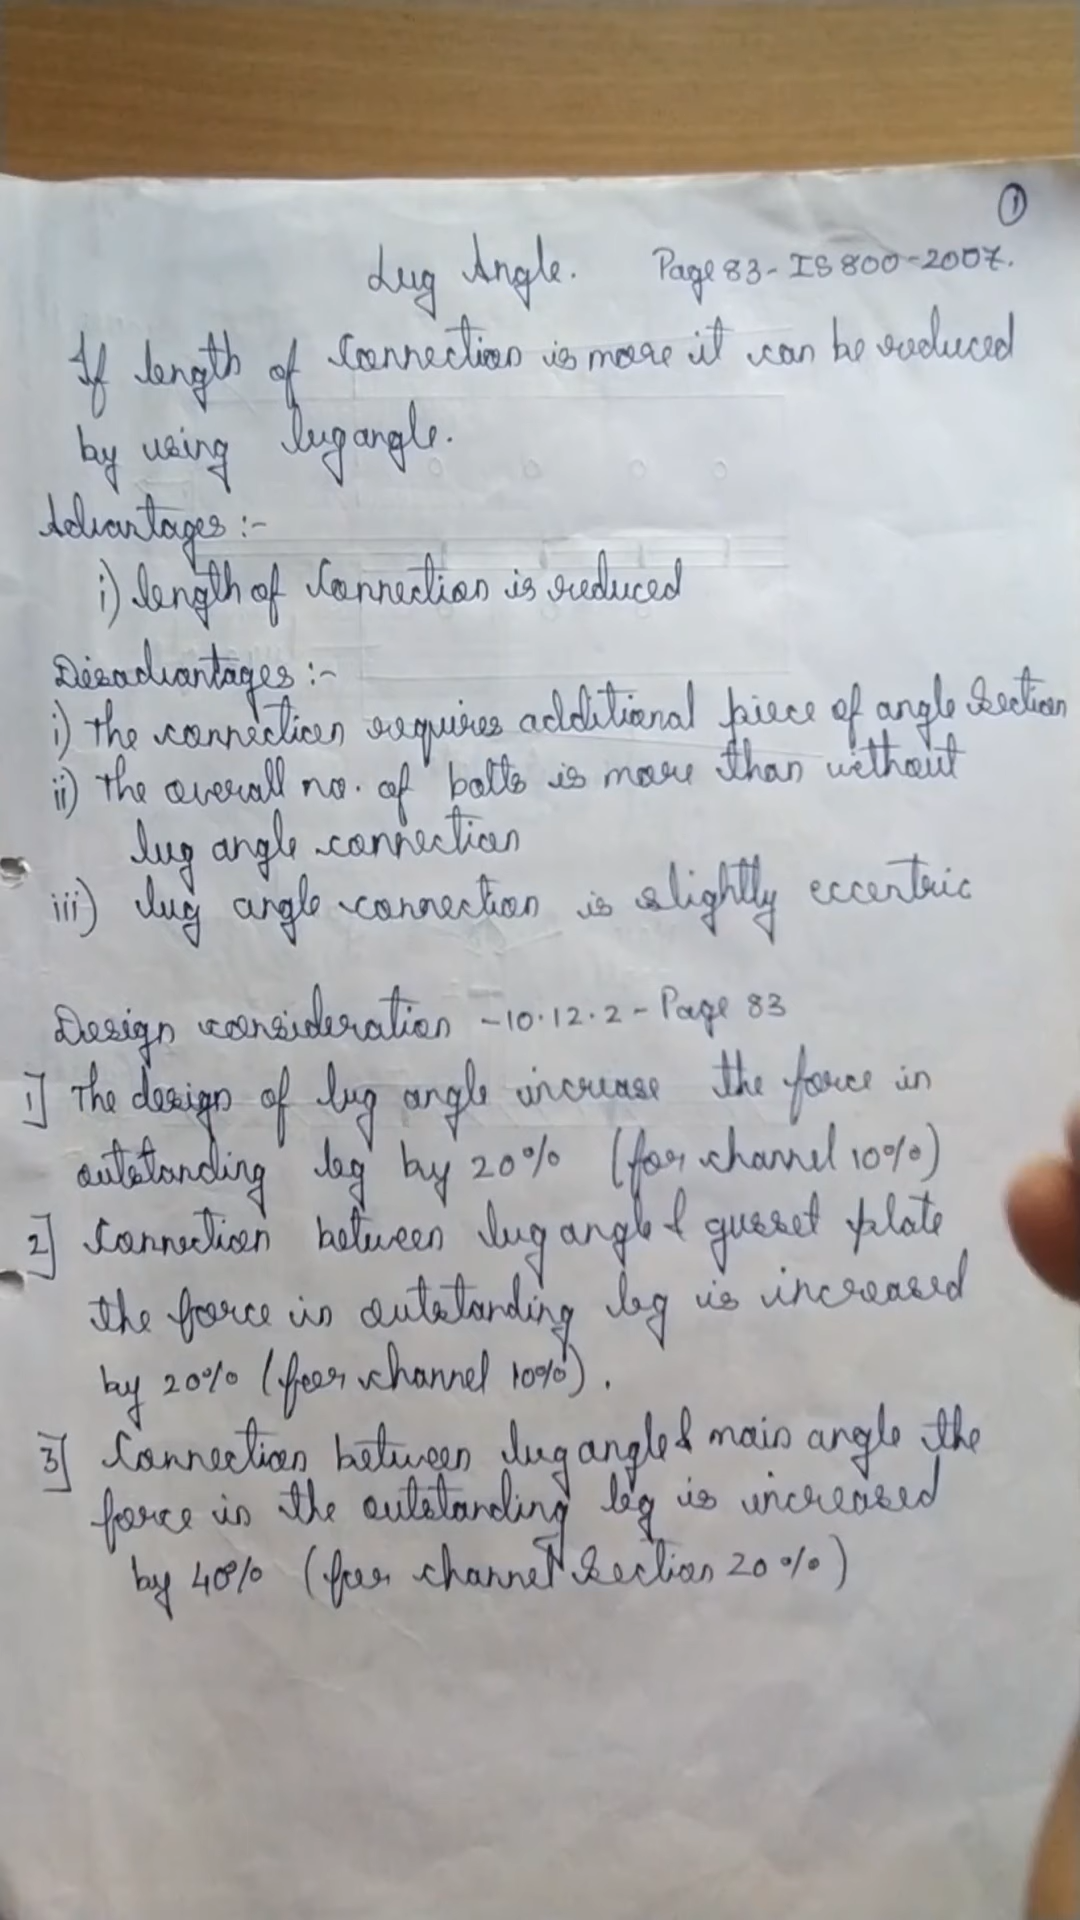 ①
Lug Angle. Page 83 - IS 800-2007.
If length of connection is more it can be reduced
by using lug angle.
Advantages :-
i) length of connection is reduced
Disadvantages :-
i) The connection requires additional piece of angle section
ii) The overall no. of bolts is more than without
lug angle connection
iii) lug angle connection is slightly eccentric
Design consideration - 10.12.2 - Page 83
1] The design of lug angle increase the force in
outstanding leg by 20% (for channel 10%)
2] Connection between lug angle & gusset plate
the force in outstanding leg is increased
by 20% (for channel 10%).
3] Connection between lug angle & main angle the
force in the outstanding leg is increased
by 40% (for channel section 20%)